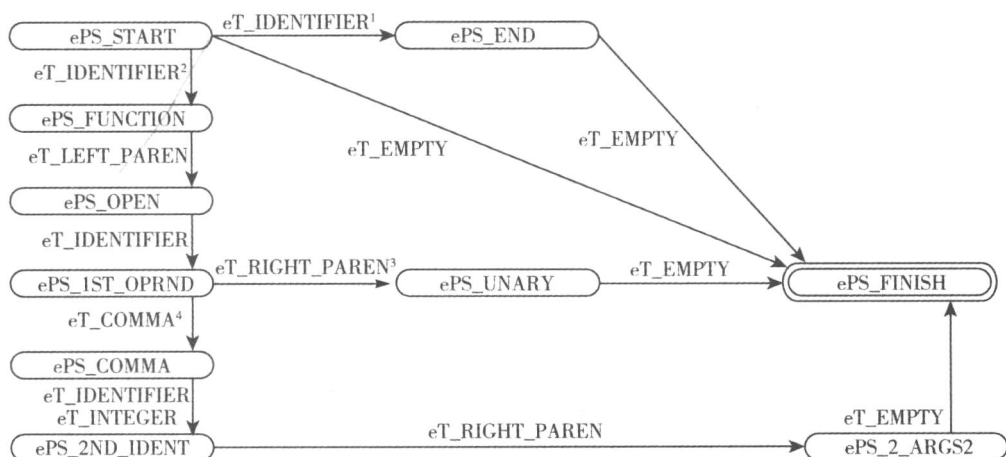 ePS_START eT_IDENTIFIER¹ ePS_END
eT_IDENTIFIER²
ePS_FUNCTION
eT_EMPTY eT_EMPTY
eT_LEFT_PAREN
ePS_OPEN
eT_IDENTIFIER
ePS_1ST_OPRND eT_RIGHT_PAREN³ ePS_UNARY eT_EMPTY ePS_FINISH
eT_COMMA⁴
ePS_COMMA
eT_IDENTIFIER
eT_INTEGER eT_EMPTY
ePS_2ND_IDENT eT_RIGHT_PAREN ePS_2_ARGS2